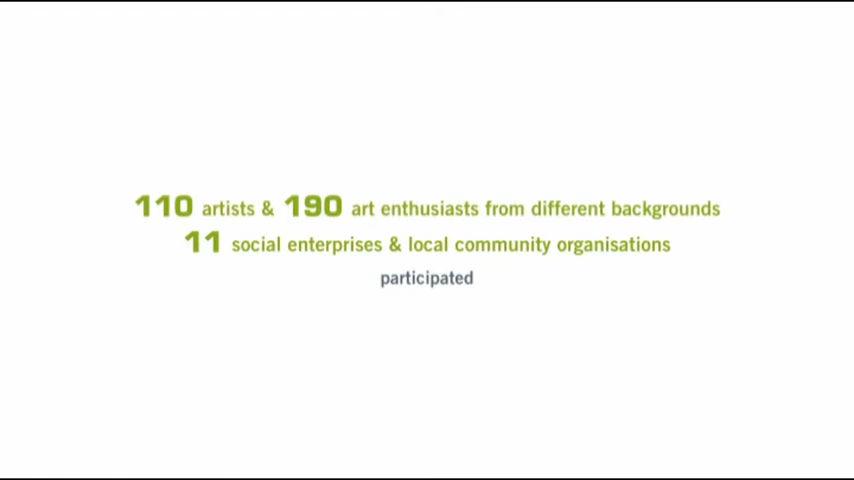 110 artists & 190 art enthusiasts from different backgrounds
11 social enterprises & local community organisations
participated